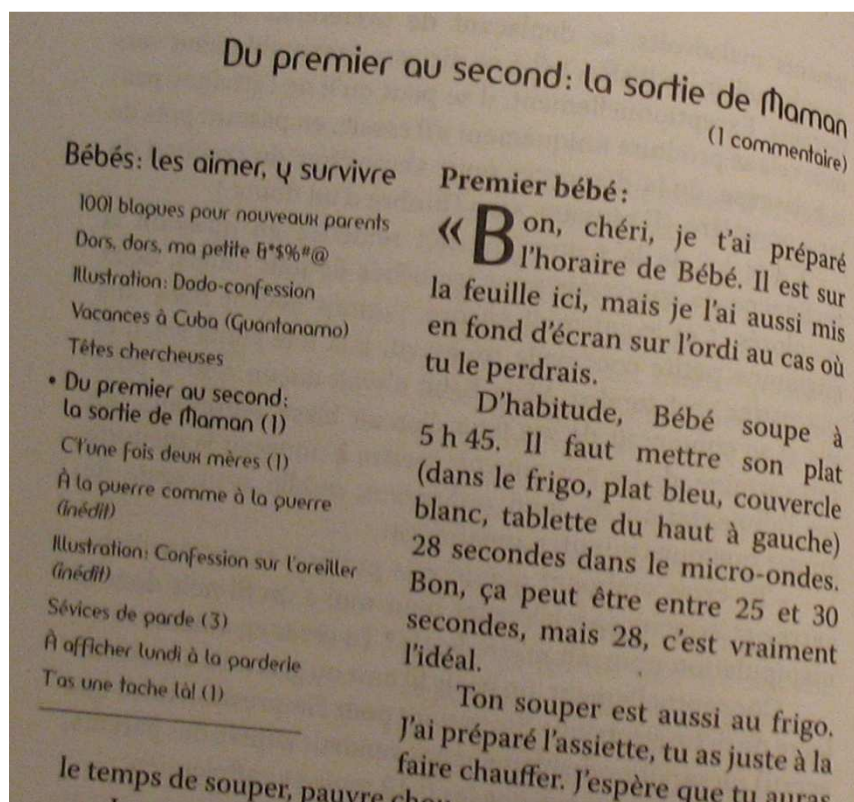 Du premier au second: la sortie de Maman
(1 commentaire)
Bébés: les aimer, y survivre
1001 blagues pour nouveaux parents
Dors, dors, ma petite &*$%#@
Illustration: Dodo-confession
Vacances à Cuba (Guantanamo)
Têtes chercheuses
• Du premier au second:
la sortie de Maman (1)
C't'une fois deux mères (1)
À la guerre comme à la guerre
(inédit)
Illustration: Confession sur l'oreiller
(inédit)
Sévices de garde (3)
À afficher lundi à la garderie
T'as une tache là! (1)
Premier bébé:
« Bon, chéri, je t'ai préparé
l'horaire de Bébé. Il est sur
la feuille ici, mais je l'ai aussi mis
en fond d'écran sur l'ordi au cas où
tu le perdrais.
D'habitude, Bébé soupe à
5 h 45. Il faut mettre son plat
(dans le frigo, plat bleu, couvercle
blanc, tablette du haut à gauche)
28 secondes dans le micro-ondes.
Bon, ça peut être entre 25 et 30
secondes, mais 28, c'est vraiment
l'idéal.
Ton souper est aussi au frigo.
J'ai préparé l'assiette, tu as juste à la
faire chauffer. J'espère que tu auras
le temps de souper, pauvre chou